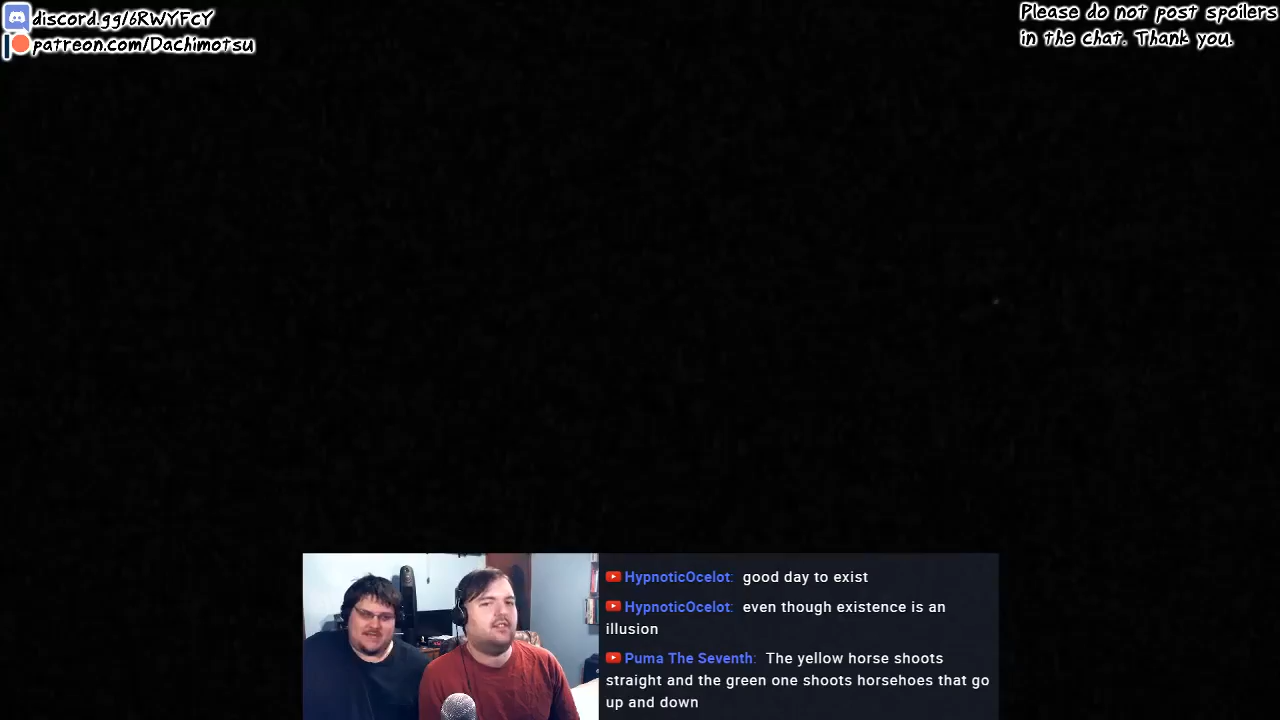 discord.gg/6RWYFCY
patreon.com/Dachimotsu
Please do not post spoilers
in the chat. Thank you.
HypnoticOcelot: good day to exist
HypnoticOcelot: even though existence is an
illusion
Puma The Seventh: The yellow horse shoots
straight and the green one shoots horsehoes that go
up and down